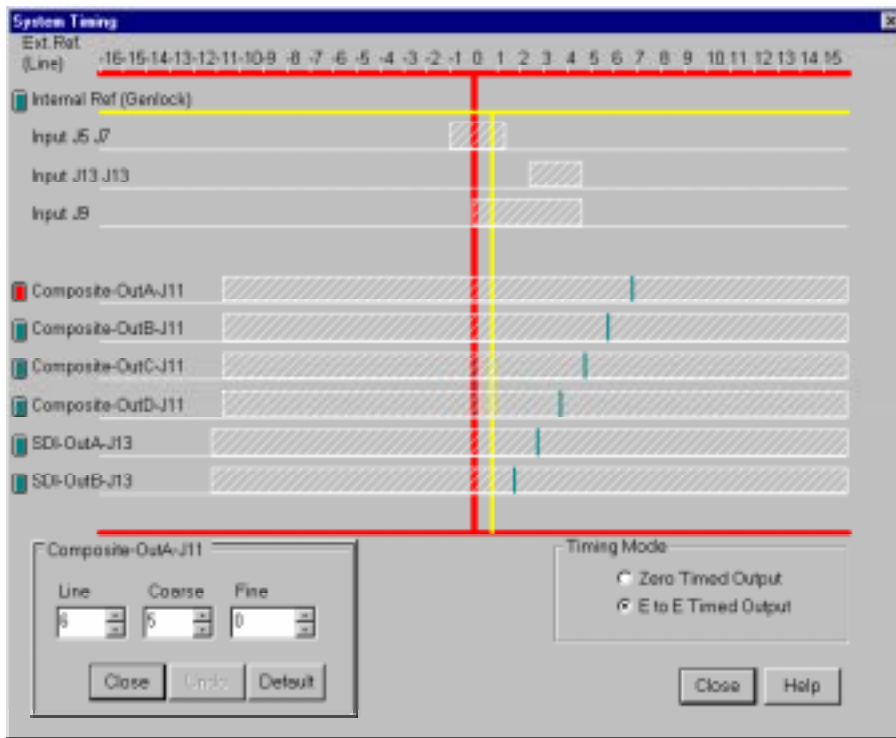 System Timing
Ext.Ref.
(Line) -16-15-14-13-12-11-10-9 -8 -7 -6 -5 -4 -3 -2 -1 0 1 2 3 4 5 6 7 8 9 10 11 12 13 14 15
Internal Ref (Genlock)
Input J5 J7
Input J13 J13
Input J9
Composite-OutA-J11
Composite-OutB-J11
Composite-OutC-J11
Composite-OutD-J11
SDI-OutA-J13
SDI-OutB-J13
Composite-OutA-J11
Line Coarse Fine
6 5 0
Close Undo Default
Timing Mode
Zero Timed Output
E to E Timed Output
Close Help